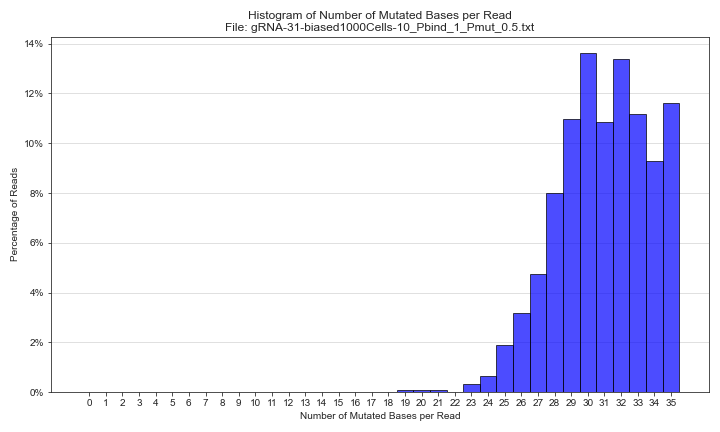 Histogram of Number of Mutated Bases per Read
File: gRNA-31-biased1000Cells-10_Pbind_1_Pmut_0.5.txt
14%
12%
10%
8%
6%
4%
2%
0%
Percentage of Reads
0 1 2 3 4 5 6 7 8 9 10 11 12 13 14 15 16 17 18 19 20 21 22 23 24 25 26 27 28 29 30 31 32 33 34 35
Number of Mutated Bases per Read